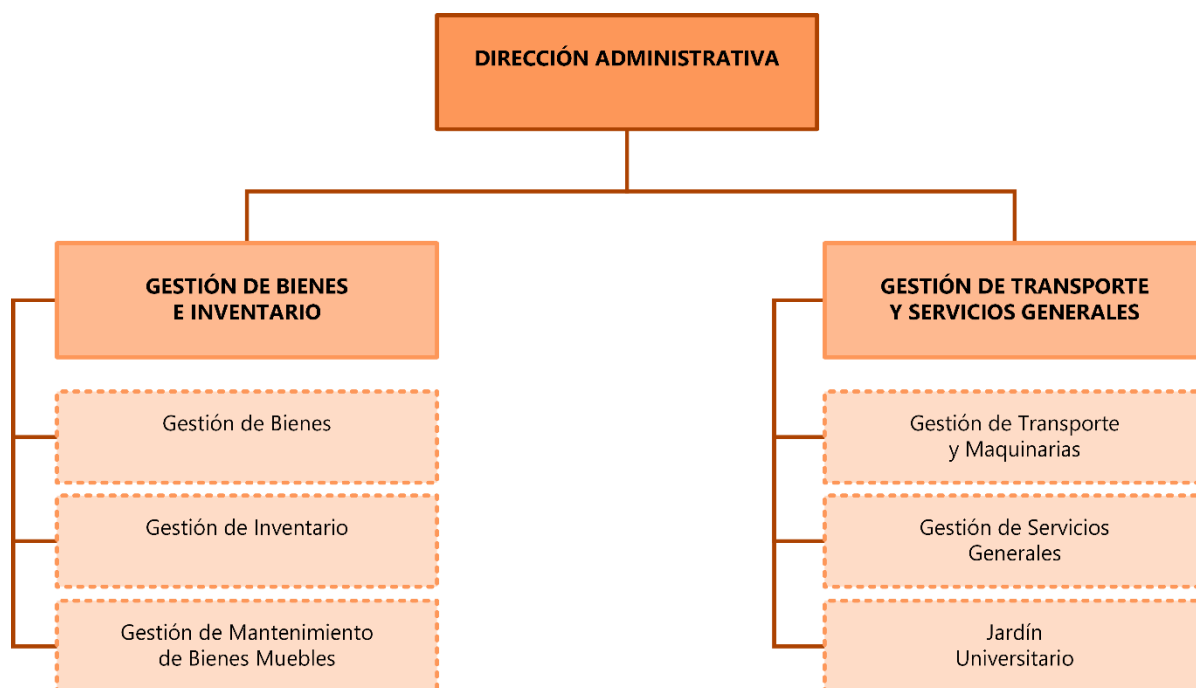 DIRECCIÓN ADMINISTRATIVA
GESTIÓN DE BIENES
E INVENTARIO
Gestión de Bienes
Gestión de Inventario
Gestión de Mantenimiento
de Bienes Muebles
GESTIÓN DE TRANSPORTE
Y SERVICIOS GENERALES
Gestión de Transporte
y Maquinarias
Gestión de Servicios
Generales
Jardín
Universitario